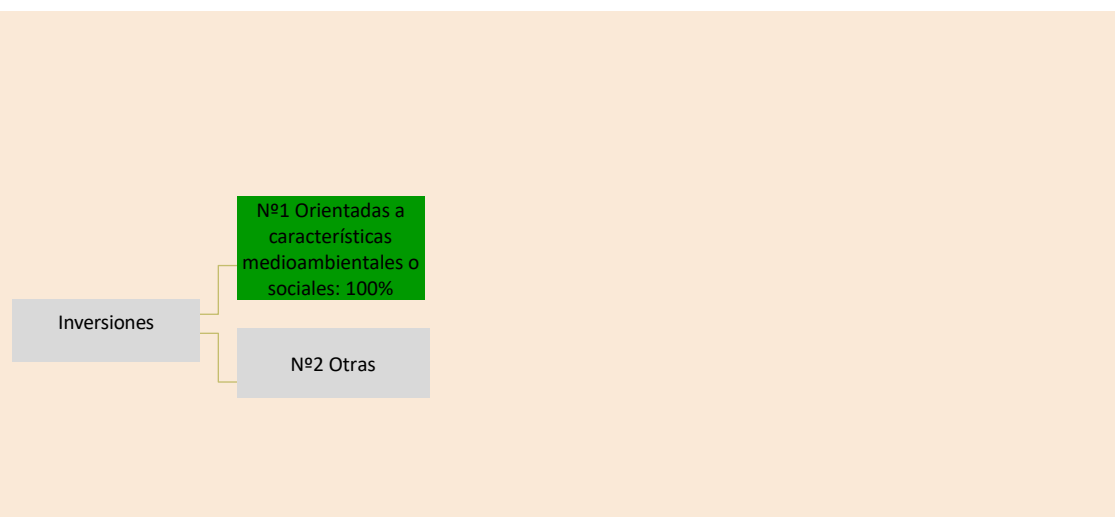 Nº1 Orientadas a
características
medioambientales o
sociales: 100%
Inversiones
Nº2 Otras